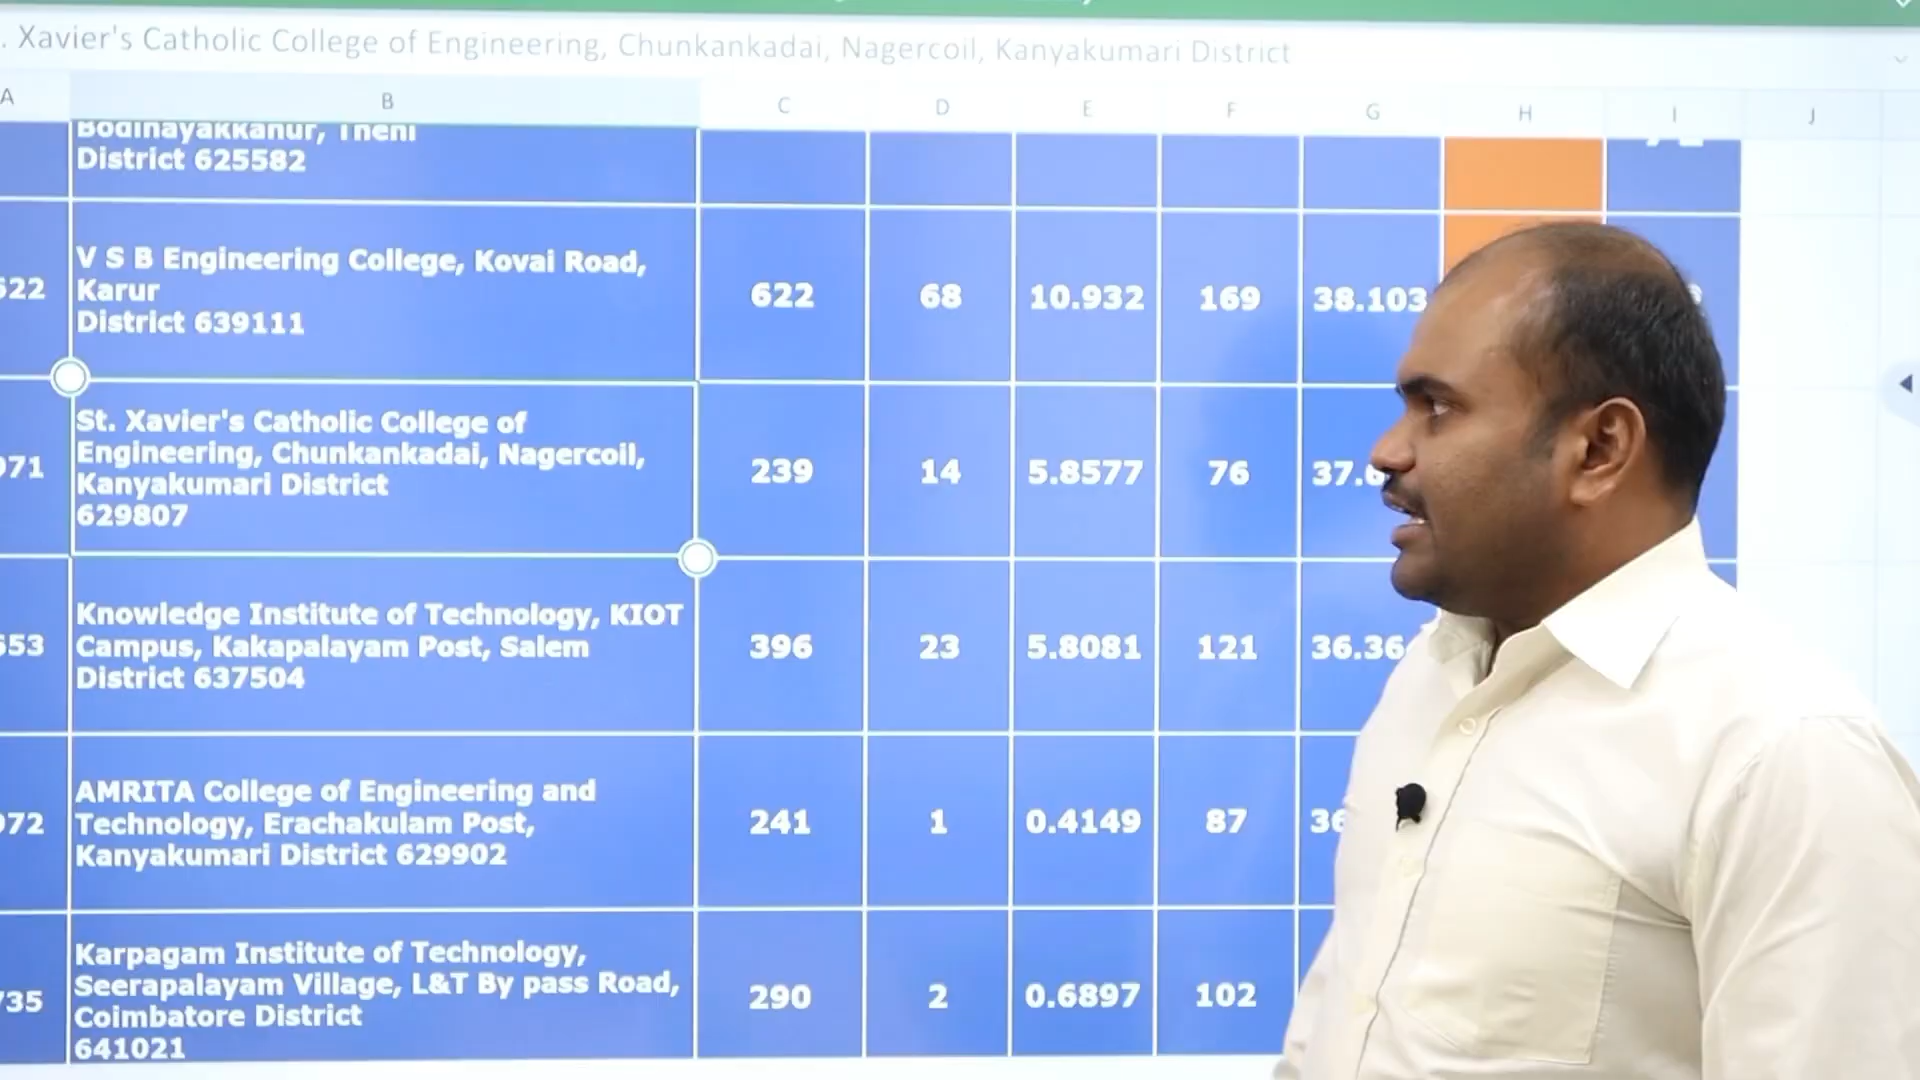 . Xavier's Catholic College of Engineering, Chunkankadai, Nagercoil, Kanyakumari District
A B C D E F G H I J
Bodinayakkanur, Theni
District 625582
V S B Engineering College, Kovai Road,
Karur
District 639111
622 68 10.932 169 38.103
St. Xavier's Catholic College of
Engineering, Chunkankadai, Nagercoil,
Kanyakumari District
629807
239 14 5.8577 76
Knowledge Institute of Technology, KIOT
Campus, Kakapalayam Post, Salem
District 637504
396 23 5.8081 121
AMRITA College of Engineering and
Technology, Erachakulam Post,
Kanyakumari District 629902
241 1 0.4149 87
Karpagam Institute of Technology,
Seerapalayam Village, L&T By pass Road,
Coimbatore District
641021
290 2 0.6897 102